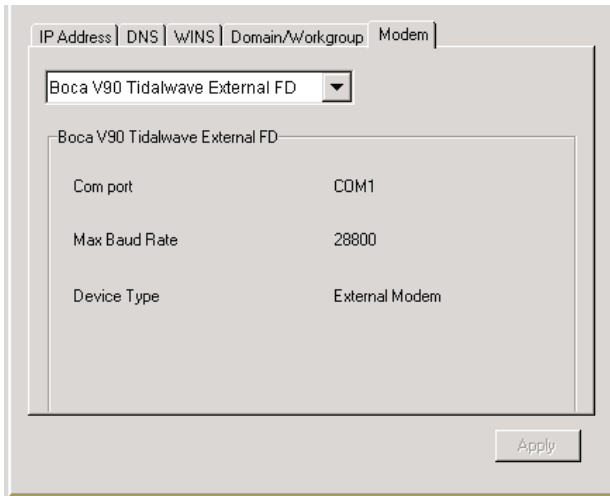 IP Address DNS WINS Domain/Workgroup Modem
Boca V90 Tidalwave External FD
Boca V90 Tidalwave External FD
Com port COM1
Max Baud Rate 28800
Device Type External Modem
Apply